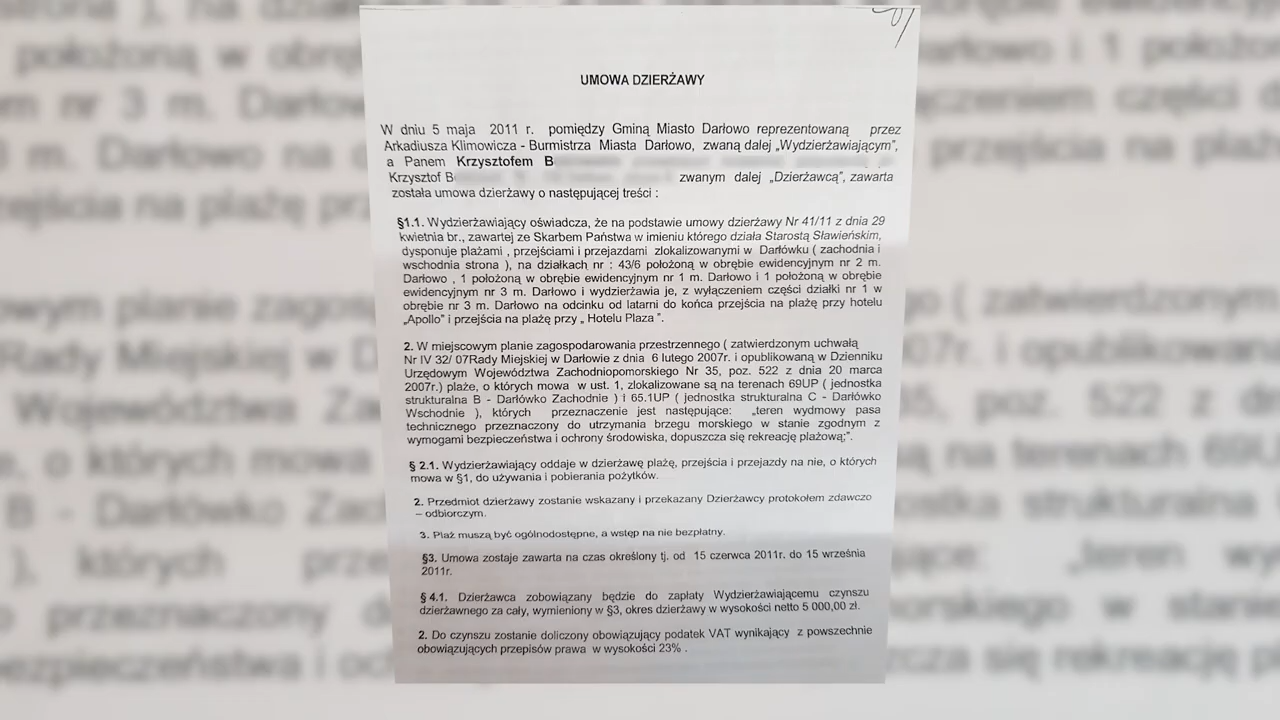 UMOWA DZIERŻAWY
W dniu 5 maja 2011 r. pomiędzy Gminą Miasto Darłowo reprezentowaną przez
Arkadiusza Klimowicza - Burmistrza Miasta Darłowo, zwaną dalej „Wydzierżawiającym",
a Panem Krzysztofem B
Krzysztof B zwanym dalej „Dzierżawcą", zawarta
została umowa dzierżawy o następującej treści :
§1.1. Wydzierżawiający oświadcza, że na podstawie umowy dzierżawy Nr 41/11 z dnia 29
kwietnia br., zawartej ze Skarbem Państwa w imieniu którego działa Starostą Sławieńskim,
dysponuje plażami , przejściami i przejazdami zlokalizowanymi w Darłówku ( zachodnia i
wschodnia strona ), na działkach nr : 43/6 położoną w obrębie ewidencyjnym nr 2 m.
Darłowo , 1 położoną w obrębie ewidencyjnym nr 1 m. Darłowo i 1 położoną w obrębie
ewidencyjnym nr 3 m. Darłowo i wydzierżawia je, z wyłączeniem części działki nr 1 w
obrębie nr 3 m. Darłowo na odcinku od latarni do końca przejścia na plażę przy hotelu
„Apollo" i przejścia na plażę przy „ Hotelu Plaza ".
2. W miejscowym planie zagospodarowania przestrzennego ( zatwierdzonym uchwałą
Nr IV 32/ 07Rady Miejskiej w Darłowie z dnia 6 lutego 2007r. i opublikowaną w Dzienniku
Urzędowym Województwa Zachodniopomorskiego Nr 35, poz. 522 z dnia 20 marca
2007r.) plaże, o których mowa w ust. 1, zlokalizowane są na terenach 69UP ( jednostka
strukturalna B - Darłówko Zachodnie ) i 65.1UP ( jednostka strukturalna C - Darłówko
Wschodnie ), których przeznaczenie jest następujące: „teren wydmowy pasa
technicznego przeznaczony do utrzymania brzegu morskiego w stanie zgodnym z
wymogami bezpieczeństwa i ochrony środowiska, dopuszcza się rekreację plażową;".
§ 2.1. Wydzierżawiający oddaje w dzierżawę plażę, przejścia i przejazdy na nie, o których
mowa w §1, do używania i pobierania pożytków.
2. Przedmiot dzierżawy zostanie wskazany i przekazany Dzierżawcy protokołem zdawczo
– odbiorczym.
3. Plaż muszą być ogólnodostępne, a wstęp na nie bezpłatny.
§3. Umowa zostaje zawarta na czas określony tj. od 15 czerwca 2011r. do 15 września
2011r.
§ 4.1. Dzierżawca zobowiązany będzie do zapłaty Wydzierżawiającemu czynszu
dzierżawnego za cały, wymieniony w §3, okres dzierżawy w wysokości netto 5 000,00 zł.
2. Do czynszu zostanie doliczony obowiązujący podatek VAT wynikający z powszechnie
obowiązujących przepisów prawa w wysokości 23% .